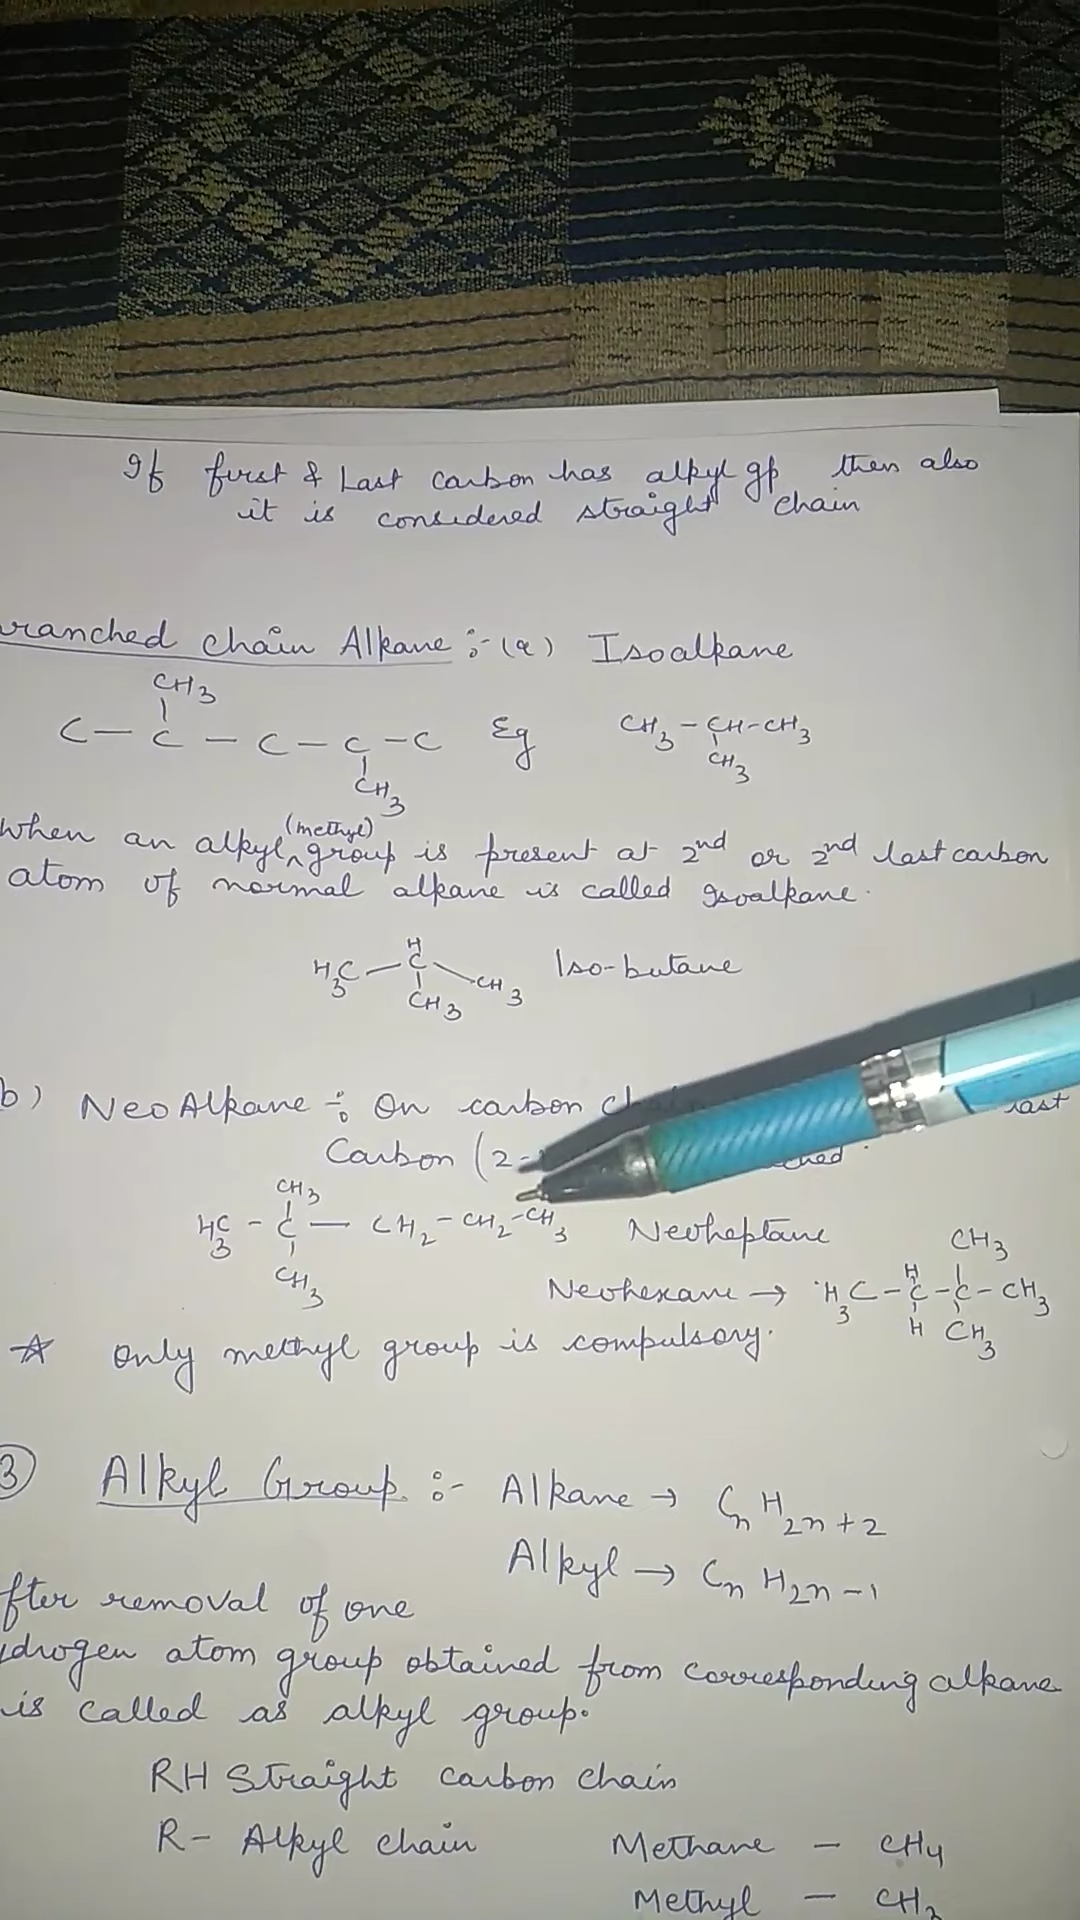 If first & Last carbon has alkyl gp then also
it is considered straight chain
ranched chain Alkane :- (a) Isoalkane
CH3
C - C - C - C - C Eg CH3 - CH - CH3
CH3 CH3
When an alkyl (methyl) group is present at 2nd or 2nd last carbon
atom of normal alkane is called Isoalkane.
H3C - CH - CH3 Iso-butane
CH3
b) Neo Alkane :- On carbon last
Carbon (2-
CH3
H3C - C - CH2 - CH2 - CH3 Neoheptane
CH3
CH3
Neohexane → H3C - C - C - CH3
H H CH3
☆ only methyl group is compulsory.
③ Alkyl Group :- Alkane → CnH2n+2
Alkyl → CnH2n-1
fter removal of one
drogen atom group obtained from corresponding alkane
is called as alkyl group.
RH Straight carbon chain
R - Alkyl chain Methane - CH4
Methyl - CH3